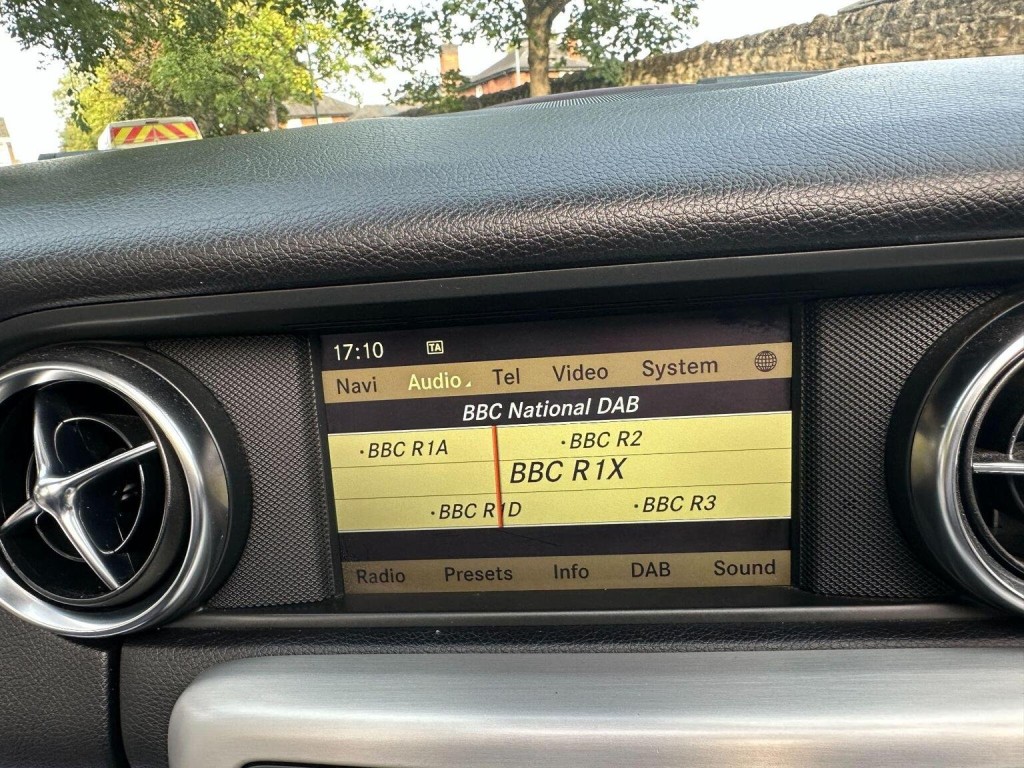 17:10 TA
Navi Audio Tel Video System
BBC National DAB
·BBC R1A ·BBC R2
BBC R1X
·BBC R1D ·BBC R3
Radio Presets Info DAB Sound